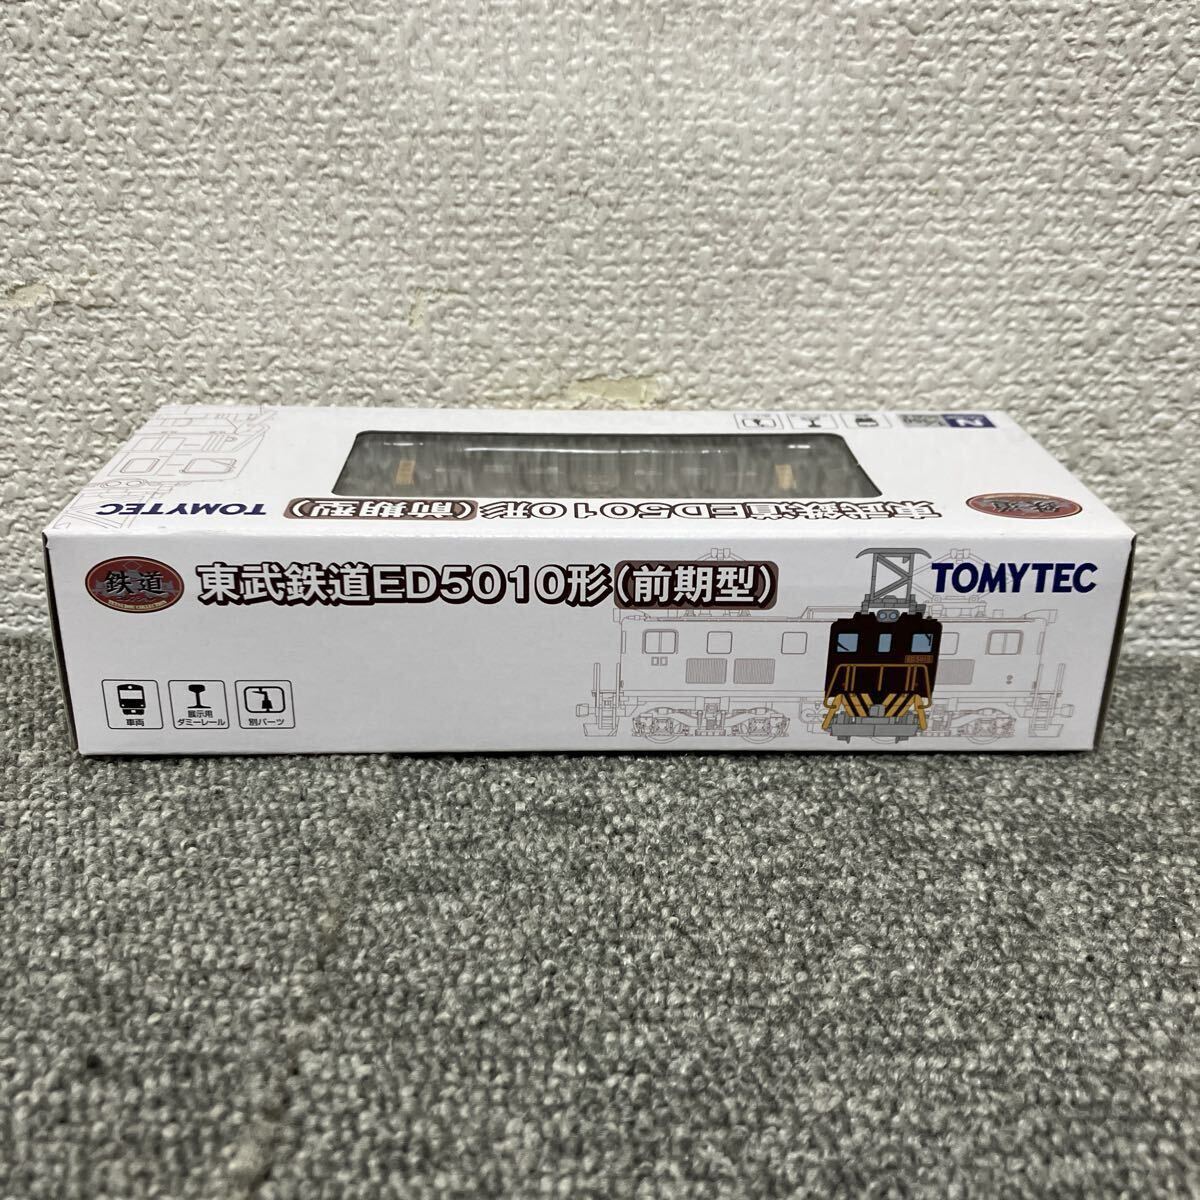 東武鉄道ED5010形(前期型)
TOMYTEC
鉄道
東武鉄道ED5010形(前期型)
TOMYTEC
鉄道
車両
展示用
ダミーレール
別パーツ